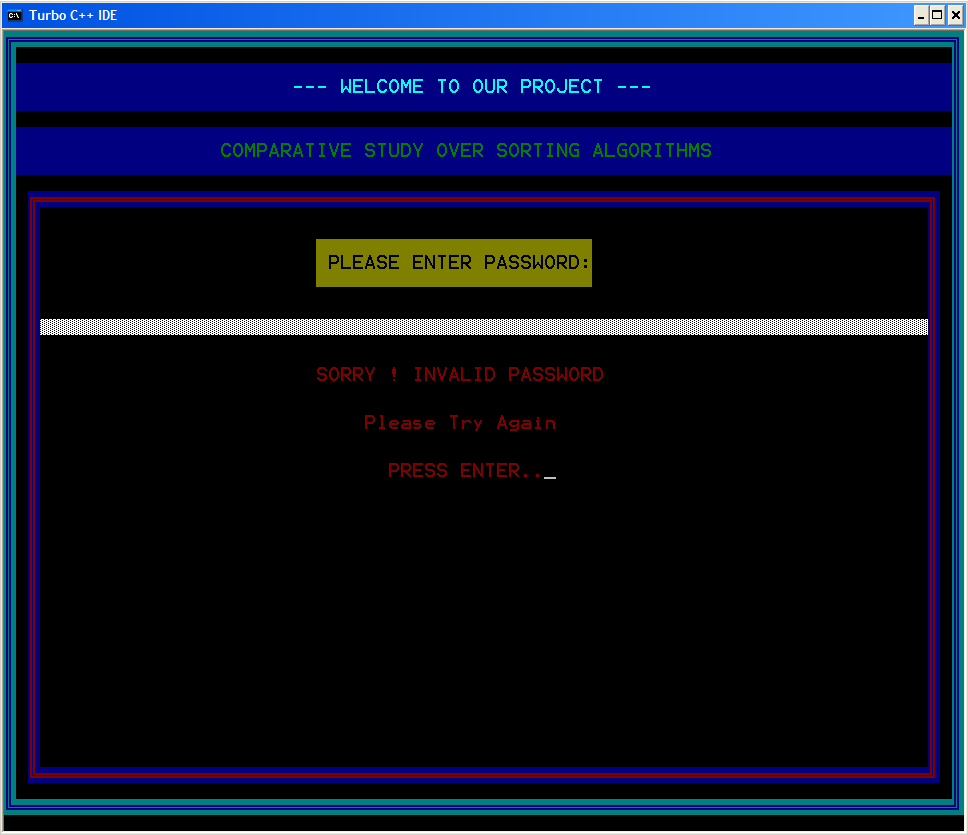 Turbo C++ IDE
--- WELCOME TO OUR PROJECT ---
COMPARATIVE STUDY OVER SORTING ALGORITHMS
PLEASE ENTER PASSWORD:
SORRY ! INVALID PASSWORD
Please Try Again
PRESS ENTER.._